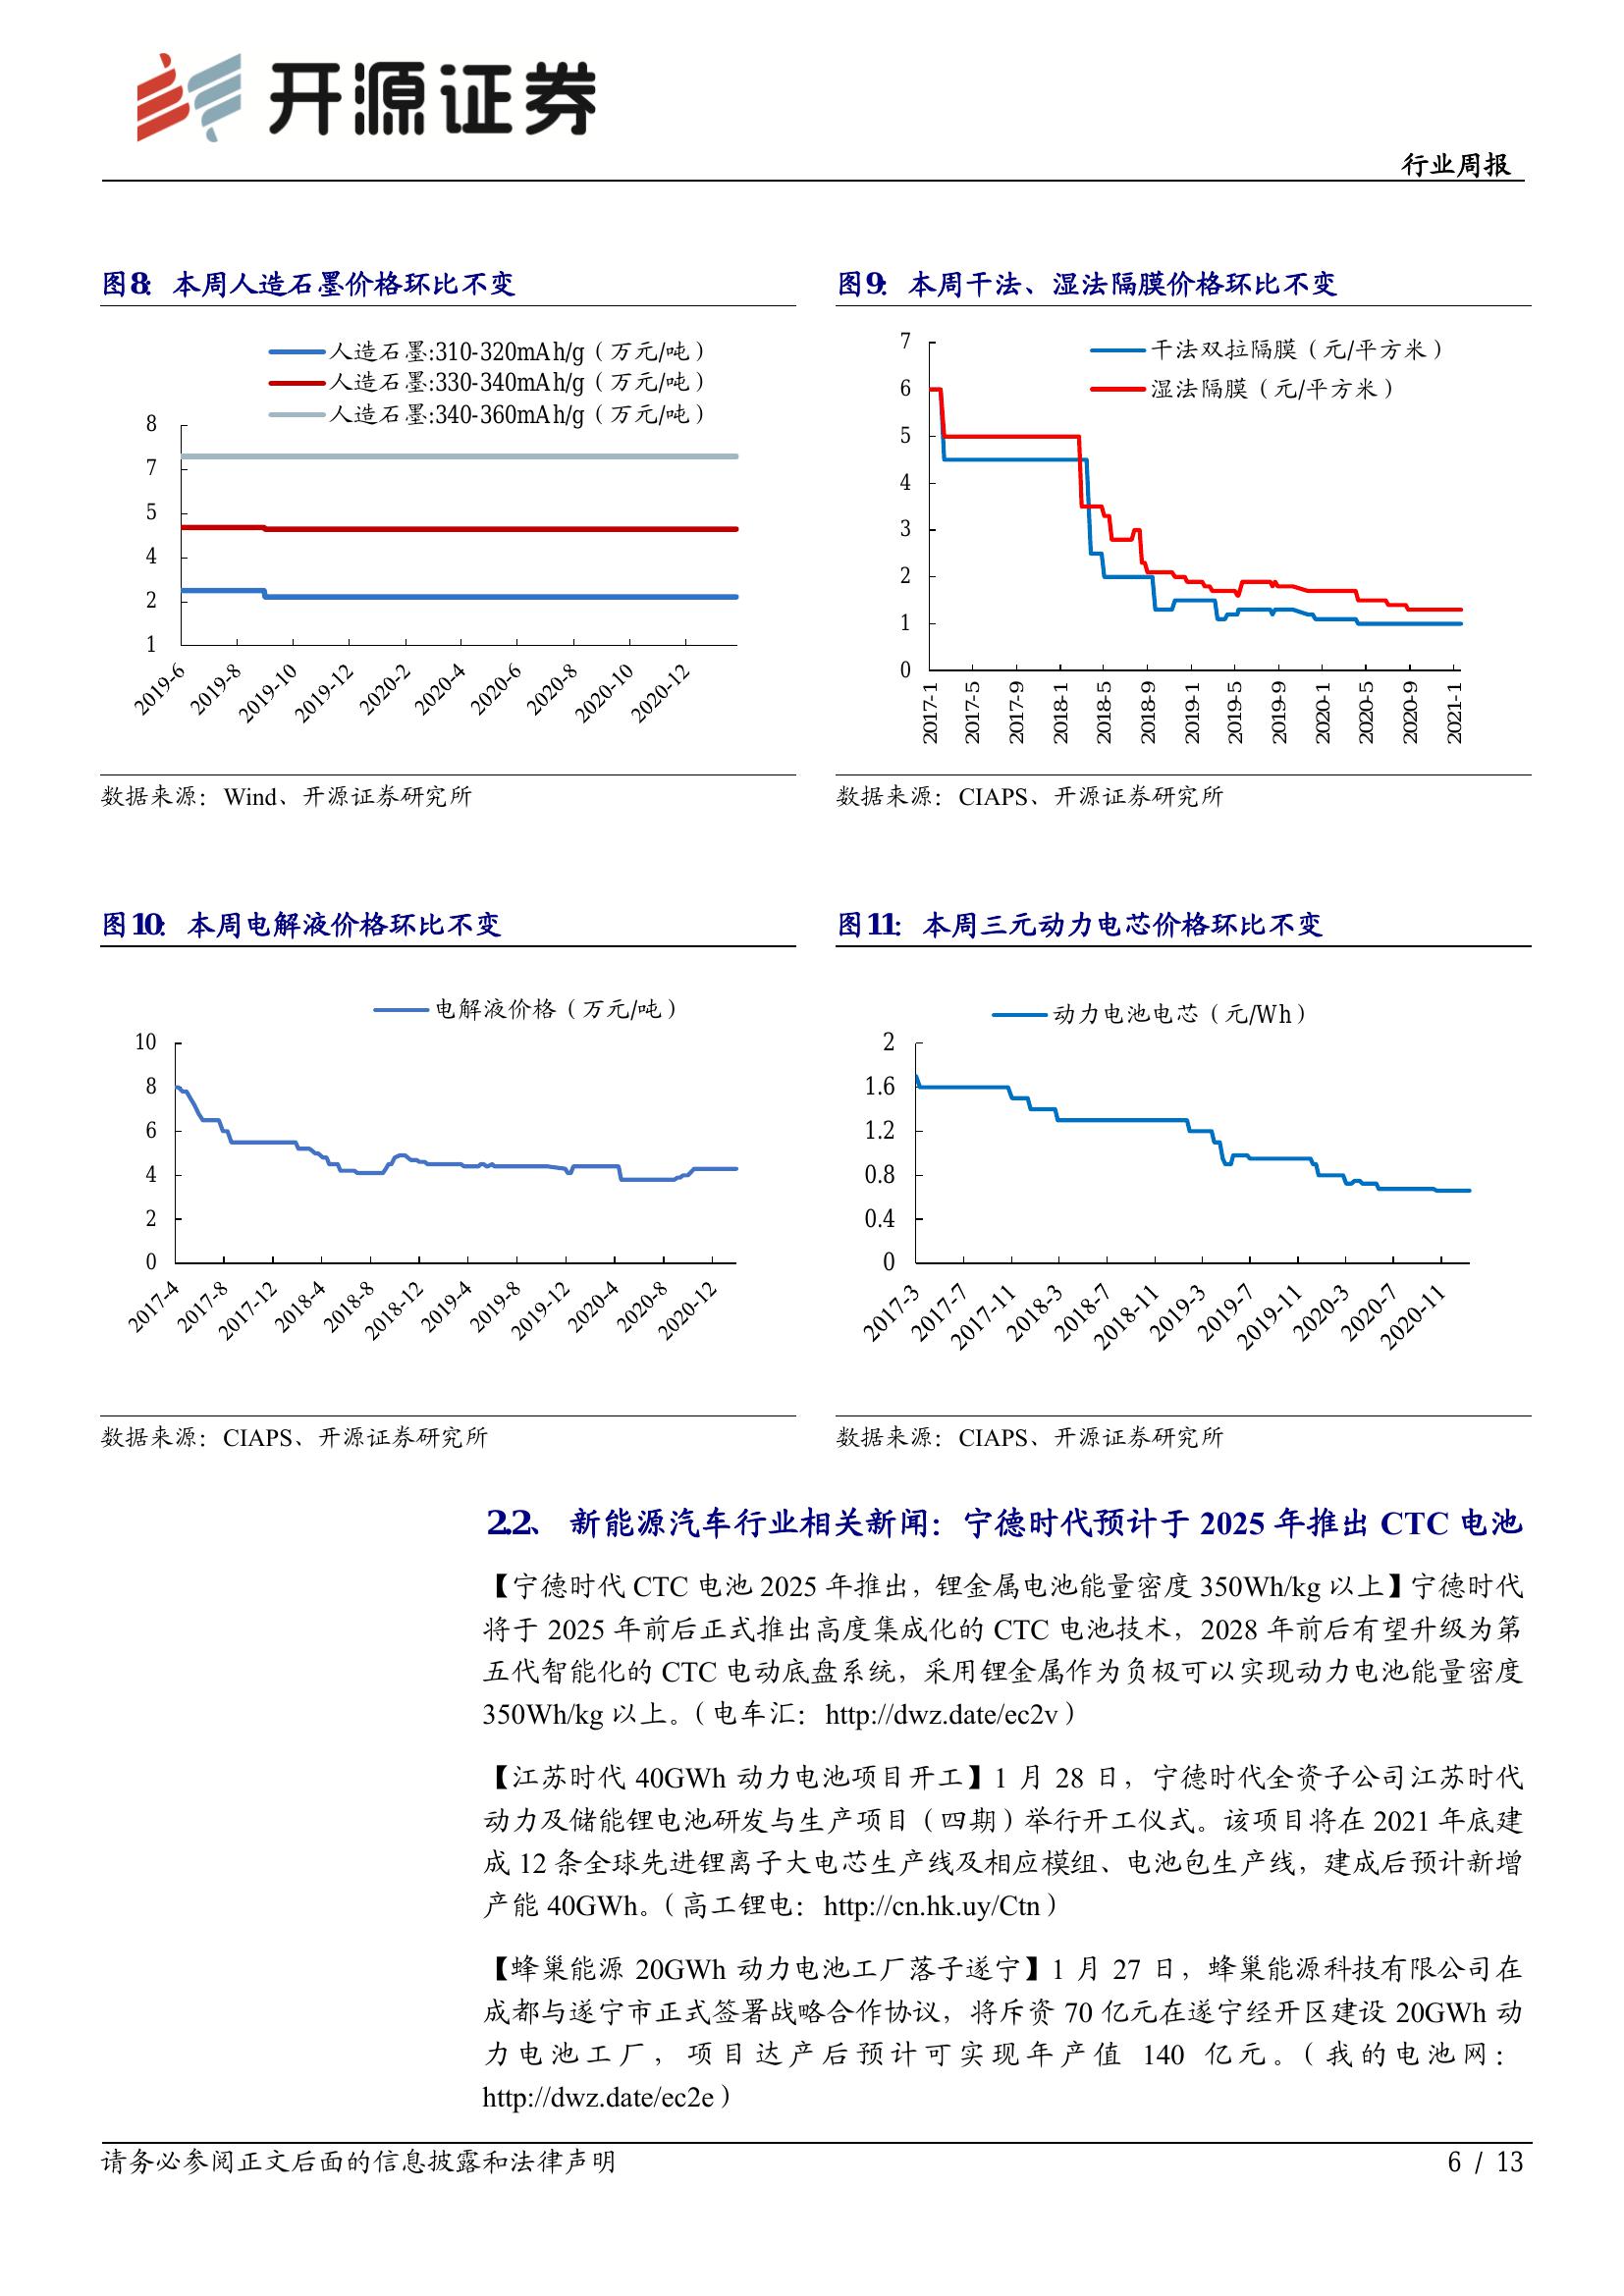 开源证券
行业周报
图8: 本周人造石墨价格环比不变
人造石墨:310-320mAh/g（万元/吨）
人造石墨:330-340mAh/g（万元/吨）
人造石墨:340-360mAh/g（万元/吨）
8
7
5
4
2
1
2019-6 2019-8 2019-10 2019-12 2020-2 2020-4 2020-6 2020-8 2020-10 2020-12
数据来源：Wind、开源证券研究所
图9: 本周干法、湿法隔膜价格环比不变
干法双拉隔膜（元/平方米）
湿法隔膜（元/平方米）
7
6
5
4
3
2
1
0
2017-1 2017-5 2017-9 2018-1 2018-5 2018-9 2019-1 2019-5 2019-9 2020-1 2020-5 2020-9 2021-1
数据来源：CIAPS、开源证券研究所
图10: 本周电解液价格环比不变
电解液价格（万元/吨）
10
8
6
4
2
0
2017-4 2017-8 2017-12 2018-4 2018-8 2018-12 2019-4 2019-8 2019-12 2020-4 2020-8 2020-12
数据来源：CIAPS、开源证券研究所
图11: 本周三元动力电芯价格环比不变
动力电池电芯（元/Wh）
2
1.6
1.2
0.8
0.4
0
2017-3 2017-7 2017-11 2018-3 2018-7 2018-11 2019-3 2019-7 2019-11 2020-3 2020-7 2020-11
数据来源：CIAPS、开源证券研究所
2.2、 新能源汽车行业相关新闻：宁德时代预计于 2025 年推出 CTC 电池
【宁德时代 CTC 电池 2025 年推出，锂金属电池能量密度 350Wh/kg 以上】宁德时代
将于 2025 年前后正式推出高度集成化的 CTC 电池技术，2028 年前后有望升级为第
五代智能化的 CTC 电动底盘系统，采用锂金属作为负极可以实现动力电池能量密度
350Wh/kg 以上。（电车汇：http://dwz.date/ec2v）
【江苏时代 40GWh 动力电池项目开工】1 月 28 日，宁德时代全资子公司江苏时代
动力及储能锂电池研发与生产项目（四期）举行开工仪式。该项目将在 2021 年底建
成 12 条全球先进锂离子大电芯生产线及相应模组、电池包生产线，建成后预计新增
产能 40GWh。（高工锂电：http://cn.hk.uy/Ctn）
【蜂巢能源 20GWh 动力电池工厂落子遂宁】1 月 27 日，蜂巢能源科技有限公司在
成都与遂宁市正式签署战略合作协议，将斥资 70 亿元在遂宁经开区建设 20GWh 动
力电池工厂，项目达产后预计可实现年产值 140 亿元。（我的电池网：
http://dwz.date/ec2e）
请务必参阅正文后面的信息披露和法律声明
6 / 13